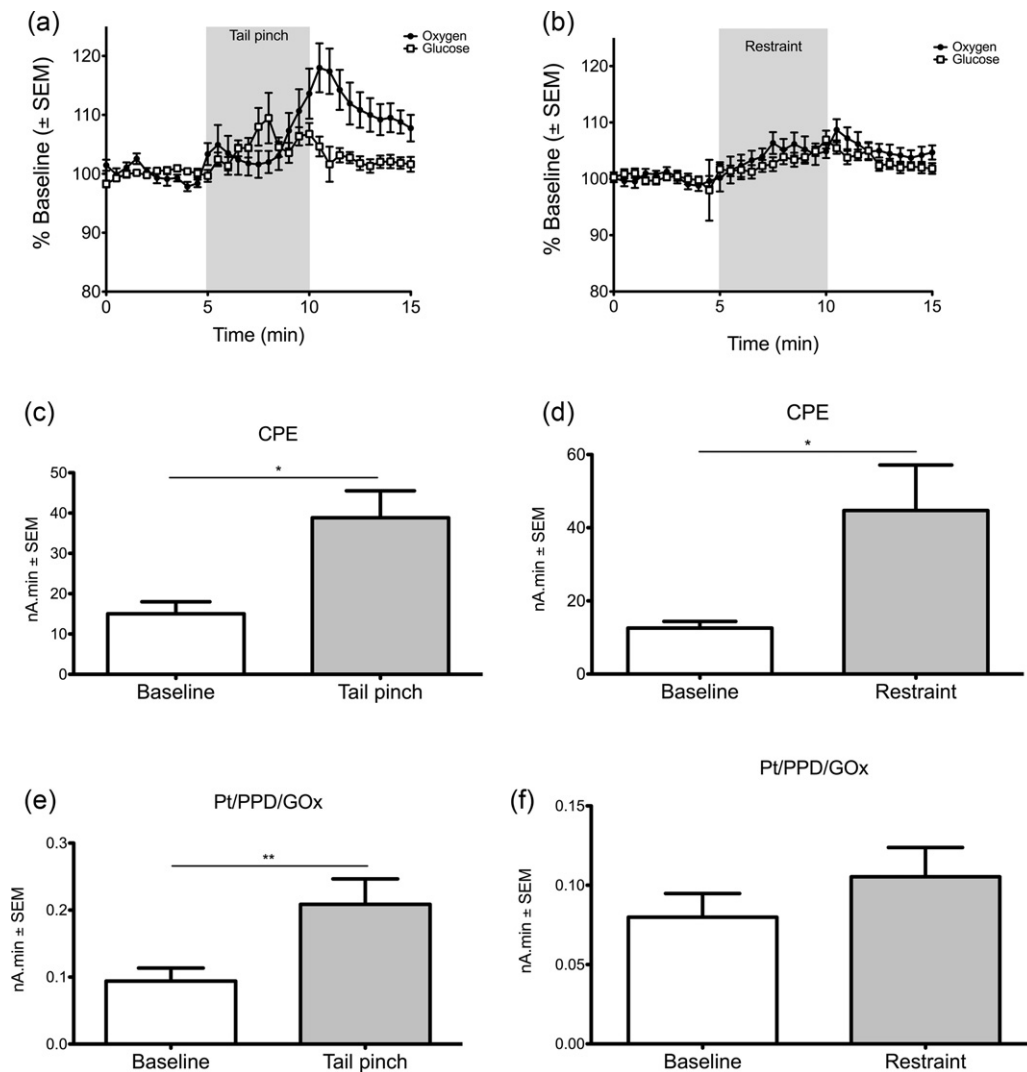 (a)
Tail pinch
Oxygen
Glucose
% Baseline (± SEM)
120
110
100
90
80
0
5
10
15
Time (min)
(b)
Restraint
Oxygen
Glucose
% Baseline (± SEM)
120
110
100
90
80
0
5
10
15
Time (min)
(c)
CPE
*
nA.min ± SEM
50
40
30
20
10
0
Baseline
Tail pinch
(d)
CPE
*
nA.min ± SEM
60
40
20
0
Baseline
Restraint
(e)
Pt/PPD/GOx
**
nA.min ± SEM
0.3
0.2
0.1
0.0
Baseline
Tail pinch
(f)
Pt/PPD/GOx
nA.min ± SEM
0.15
0.10
0.05
0.00
Baseline
Restraint